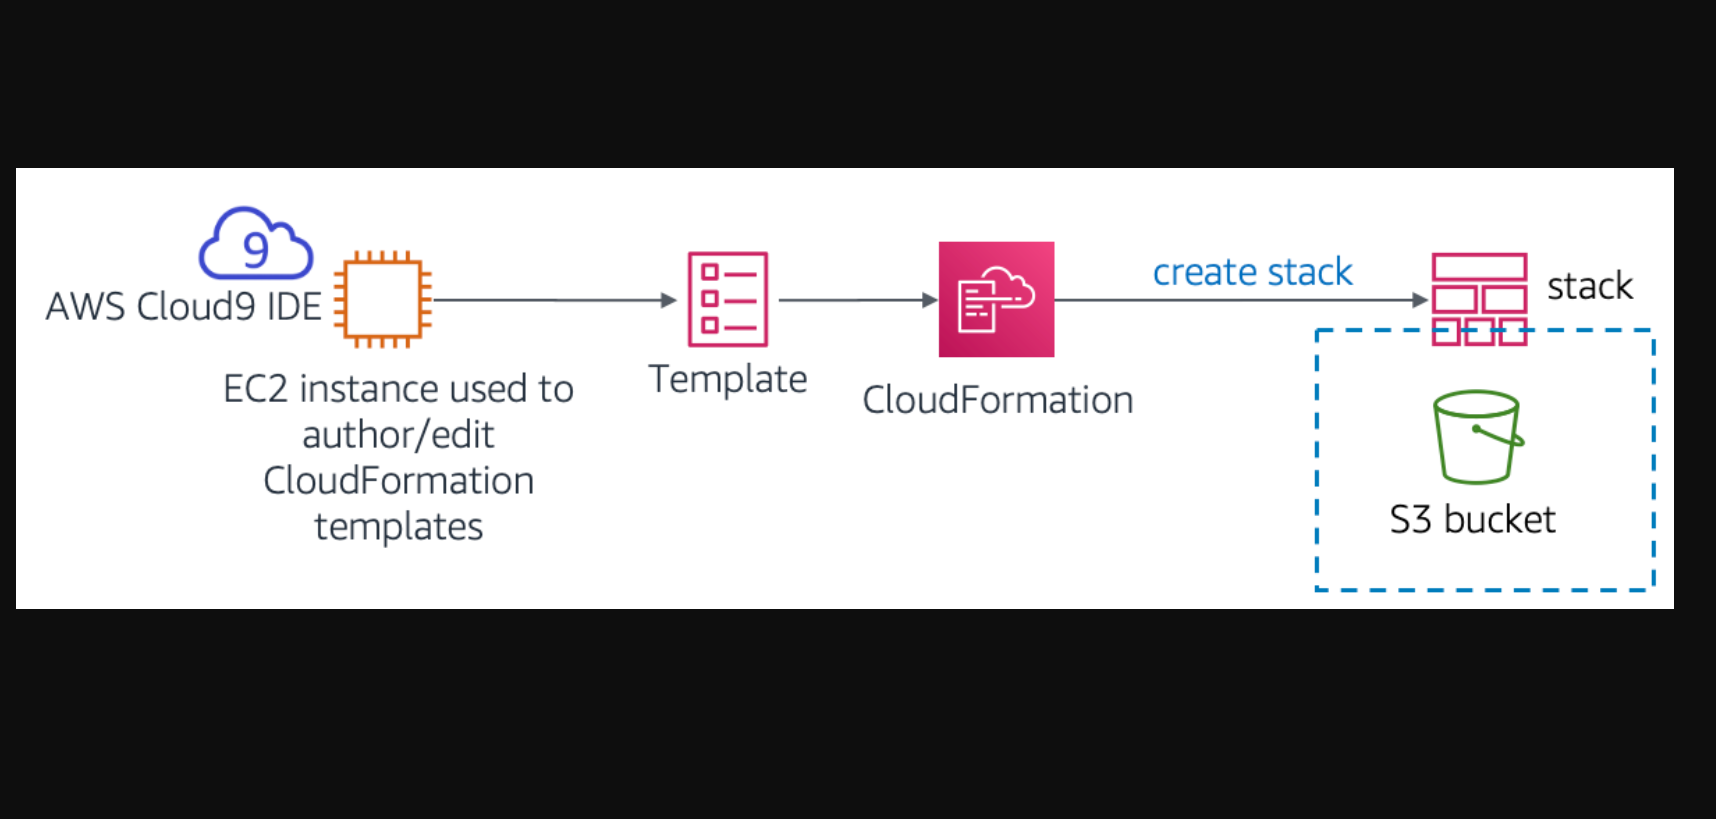 9
AWS Cloud9 IDE
EC2 instance used to
author/edit
CloudFormation
templates
Template
CloudFormation
create stack
stack
S3 bucket